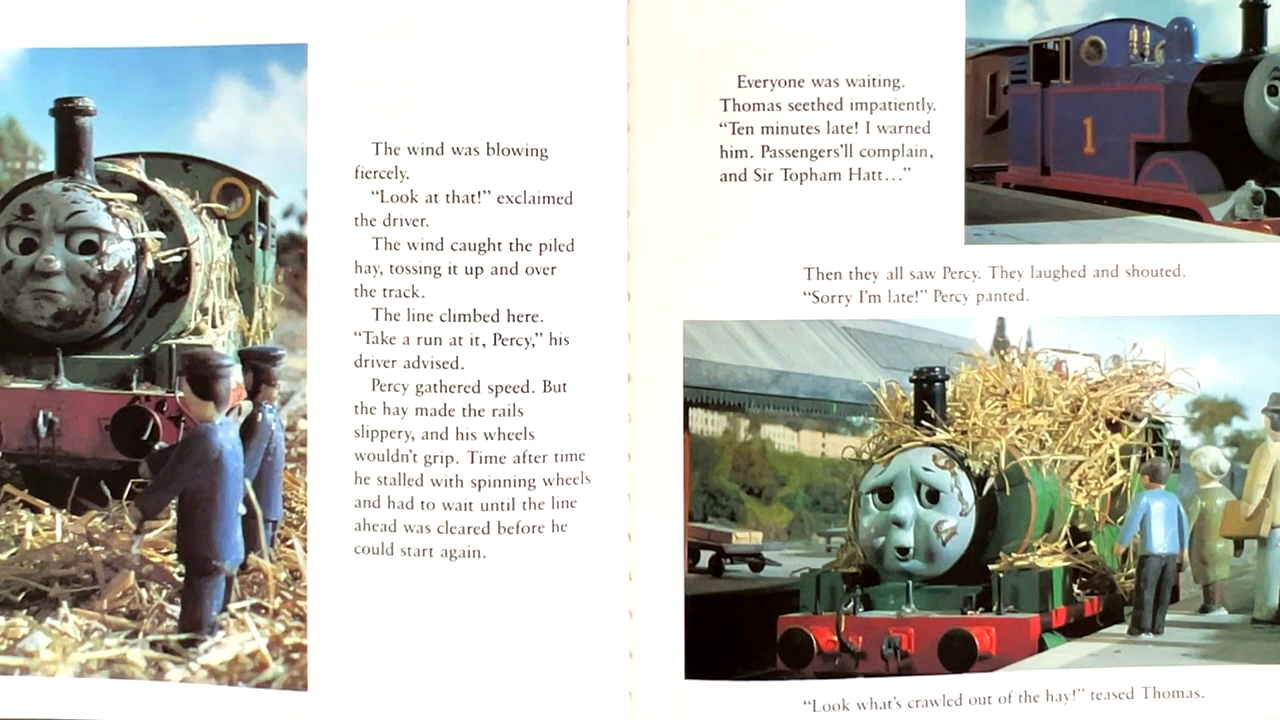 The wind was blowing
fiercely.
“Look at that!” exclaimed
the driver.
The wind caught the piled
hay, tossing it up and over
the track.
The line climbed here.
“Take a run at it, Percy,” his
driver advised.
Percy gathered speed. But
the hay made the rails
slippery, and his wheels
wouldn’t grip. Time after time
he stalled with spinning wheels
and had to wait until the line
ahead was cleared before he
could start again.
Everyone was waiting.
Thomas seethed impatiently.
“Ten minutes late! I warned
him. Passengers’ll complain,
and Sir Topham Hatt…”
1
Then they all saw Percy. They laughed and shouted.
“Sorry I’m late!” Percy panted.
“Look what’s crawled out of the hay!” teased Thomas.